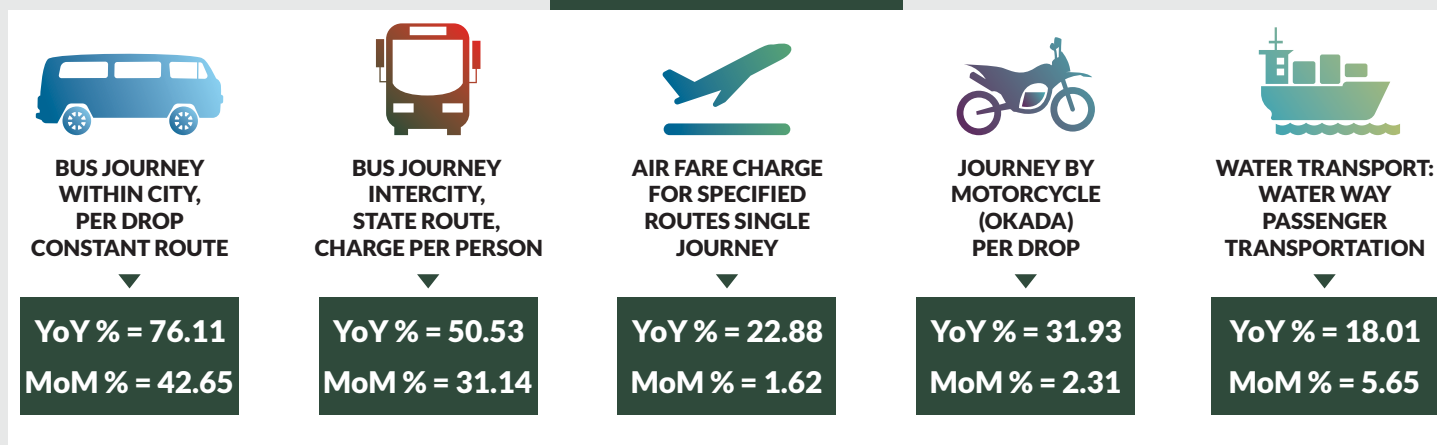 BUS JOURNEY
WITHIN CITY,
PER DROP
CONSTANT ROUTE
YoY % = 76.11
MoM % = 42.65
BUS JOURNEY
INTERCITY,
STATE ROUTE,
CHARGE PER PERSON
YoY % = 50.53
MoM % = 31.14
AIR FARE CHARGE
FOR SPECIFIED
ROUTES SINGLE
JOURNEY
YoY % = 22.88
MoM % = 1.62
JOURNEY BY
MOTORCYCLE
(OKADA)
PER DROP
YoY % = 31.93
MoM % = 2.31
WATER TRANSPORT:
WATER WAY
PASSENGER
TRANSPORTATION
YoY % = 18.01
MoM % = 5.65